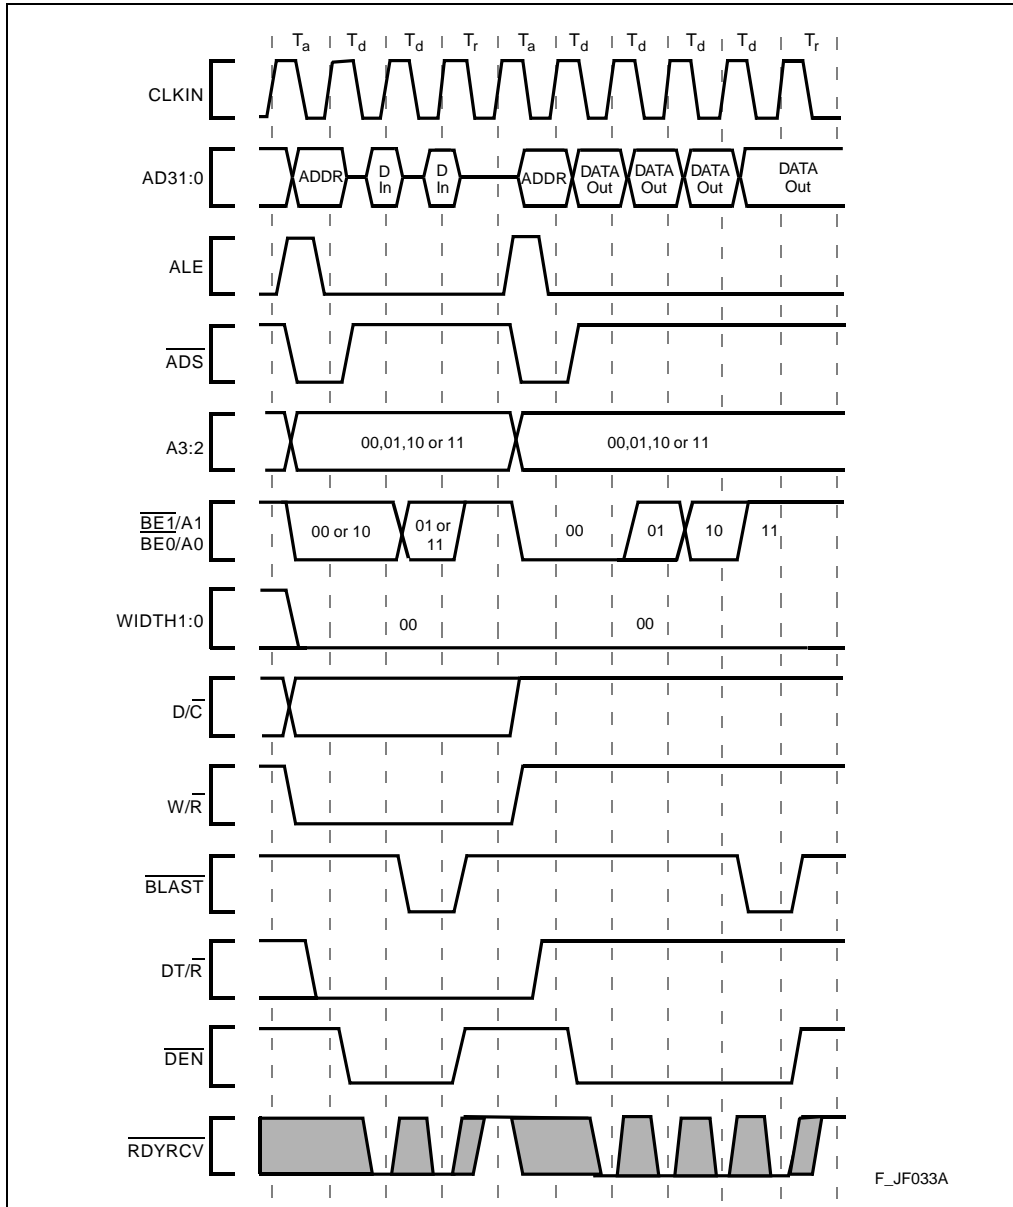 Ta Td Td Tr Ta Td Td Td Td Tr
CLKIN
AD31:0
ADDR
D
In
D
In
ADDR
DATA
Out
DATA
Out
DATA
Out
DATA
Out
ALE
ADS
A3:2
00,01,10 or 11
00,01,10 or 11
BE1/A1
BE0/A0
00 or 10
01 or
11
00
01
10
11
WIDTH1:0
00
00
D/C
W/R
BLAST
DT/R
DEN
RDYRCV
F_JF033A